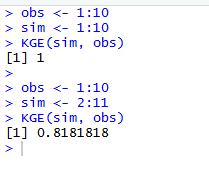 > obs <- 1:10
> sim <- 1:10
> KGE(sim, obs)
[1] 1
>
> obs <- 1:10
> sim <- 2:11
> KGE(sim, obs)
[1] 0.8181818
>